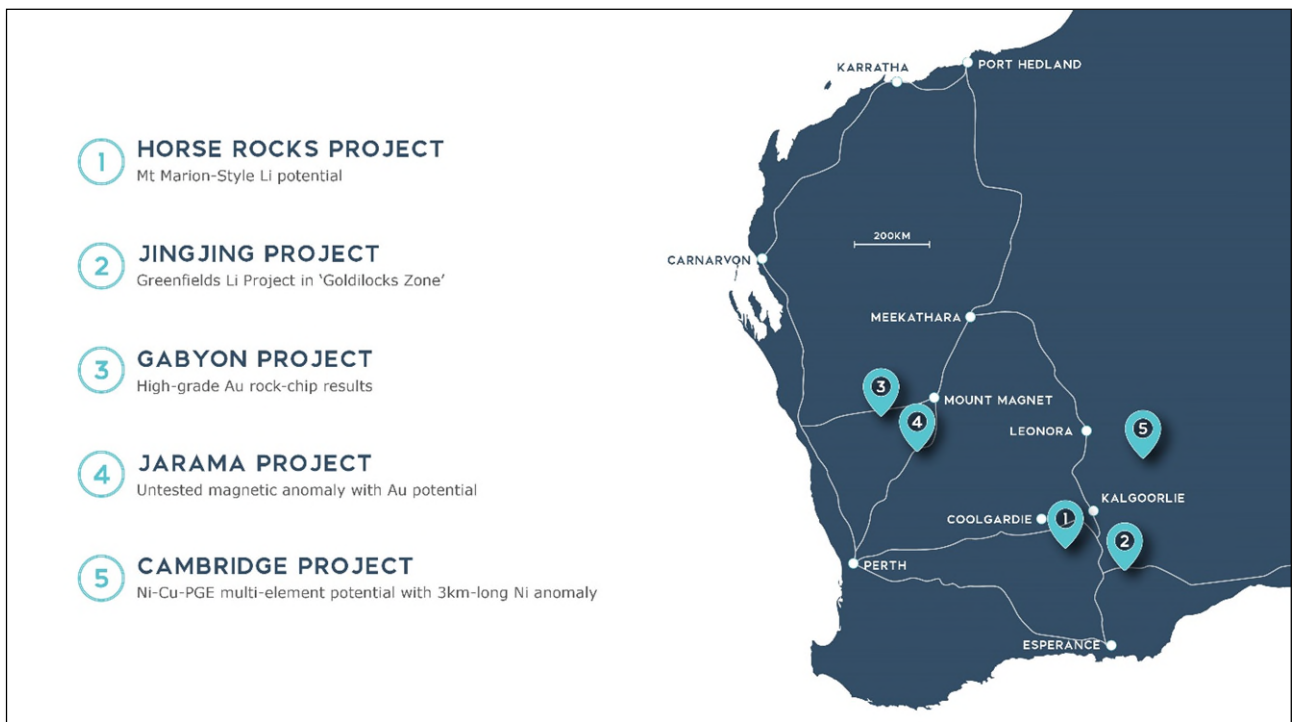 1
HORSE ROCKS PROJECT
Mt Marion-Style Li potential
2
JINGJING PROJECT
Greenfields Li Project in ‘Goldilocks Zone’
3
GABYON PROJECT
High-grade Au rock-chip results
4
JARAMA PROJECT
Untested magnetic anomaly with Au potential
5
CAMBRIDGE PROJECT
Ni-Cu-PGE multi-element potential with 3km-long Ni anomaly
KARRATHA
PORT HEDLAND
200KM
CARNARVON
MEEKATHARA
3
MOUNT MAGNET
4
LEONORA
5
KALGOORLIE
COOLGARDIE
1
2
PERTH
ESPERANCE